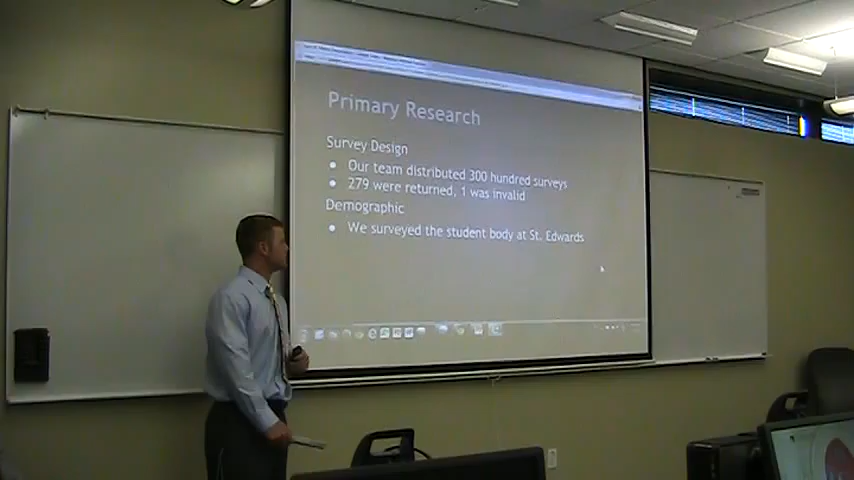 Primary Research
Survey Design
• Our team distributed 300 hundred surveys
• 279 were returned, 1 was invalid
Demographic
• We surveyed the student body at St. Edwards